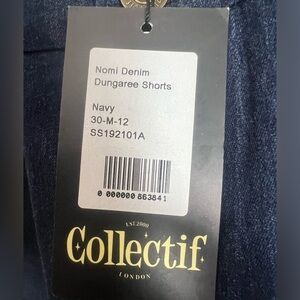 Nomi Denim
Dungaree Shorts
Navy
30-M-12
SS192101A
0 000000 863841
EST.2000
Collectif
LONDON